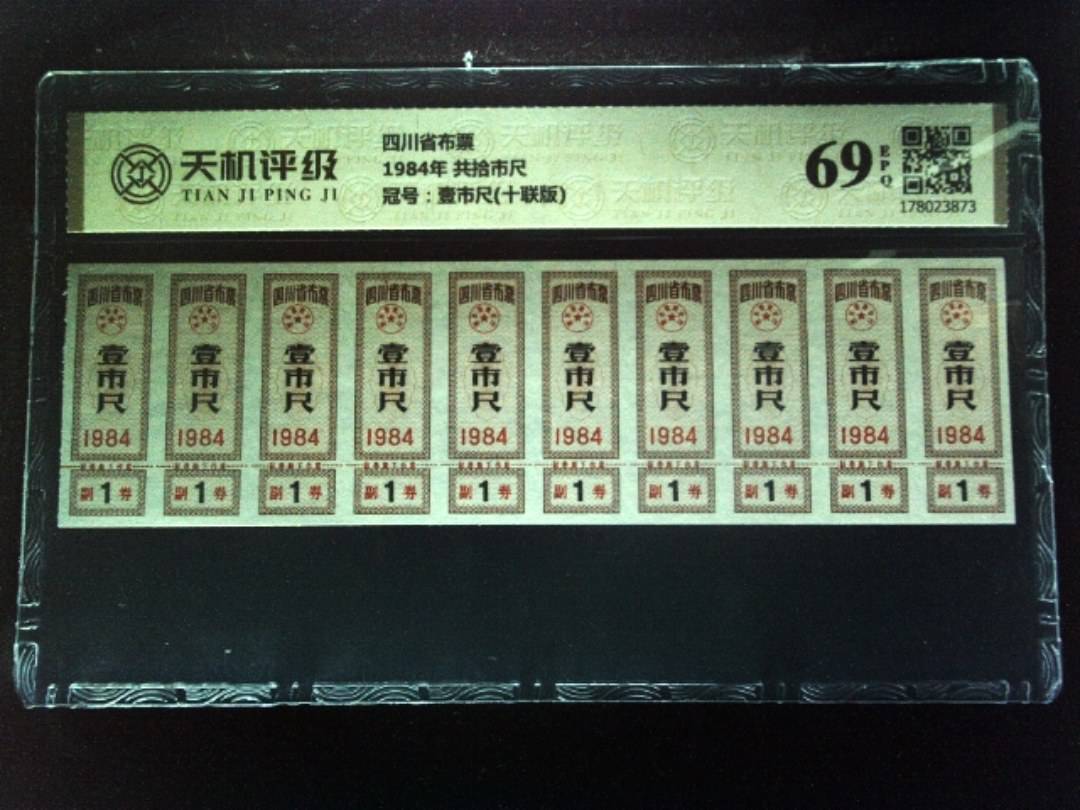 天机评级
TIAN JI PING JI
四川省布票
1984年 共拾市尺
冠号：壹市尺(十联版)
69
EPQ
178023873
四川省布票 四川省布票 四川省布票 四川省布票 四川省布票 四川省布票 四川省布票 四川省布票 四川省布票 四川省布票
壹市尺 壹市尺 壹市尺 壹市尺 壹市尺 壹市尺 壹市尺 壹市尺 壹市尺 壹市尺
1984 1984 1984 1984 1984 1984 1984 1984 1984 1984
副1券 副1券 副1券 副1券 副1券 副1券 副1券 副1券 副1券 副1券